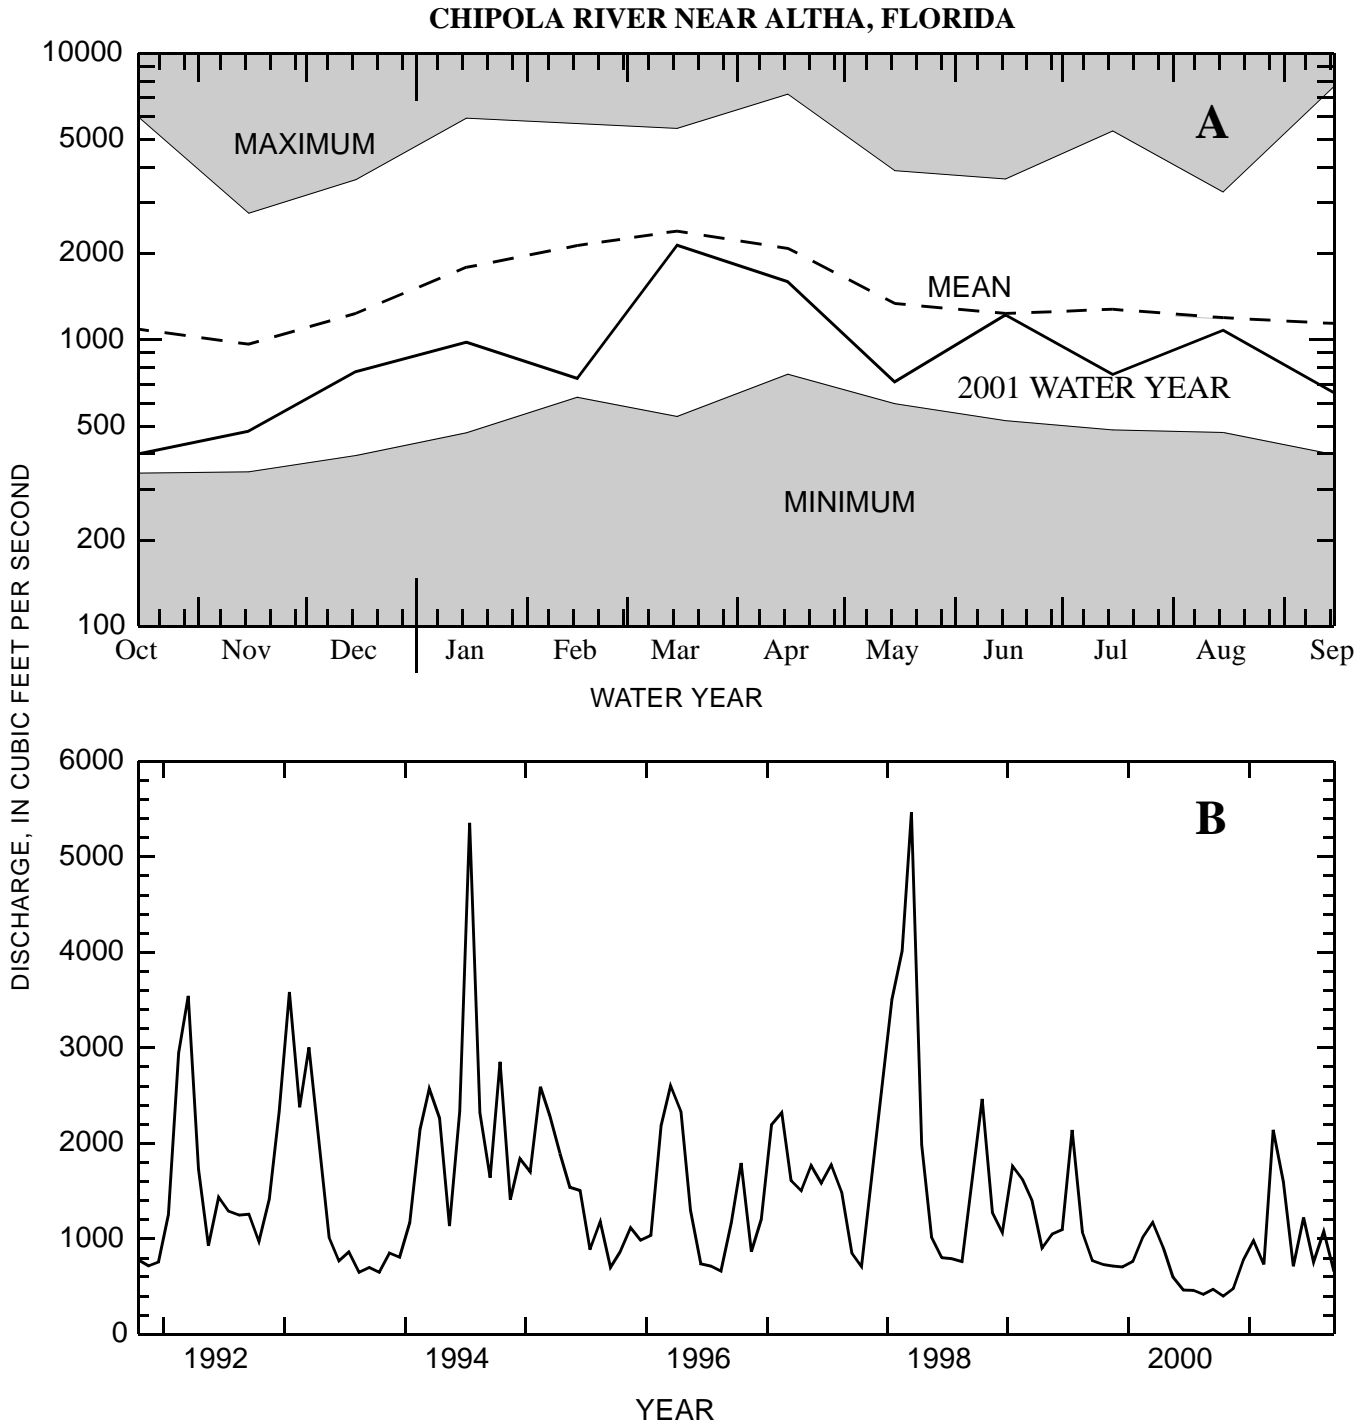 CHIPOLA RIVER NEAR ALTHA, FLORIDA
10000
5000
2000
1000
500
200
100
MAXIMUM
A
MEAN
2001 WATER YEAR
MINIMUM
Oct Nov Dec Jan Feb Mar Apr May Jun Jul Aug Sep
WATER YEAR
DISCHARGE, IN CUBIC FEET PER SECOND
6000
5000
4000
3000
2000
1000
0
B
1992 1994 1996 1998 2000
YEAR